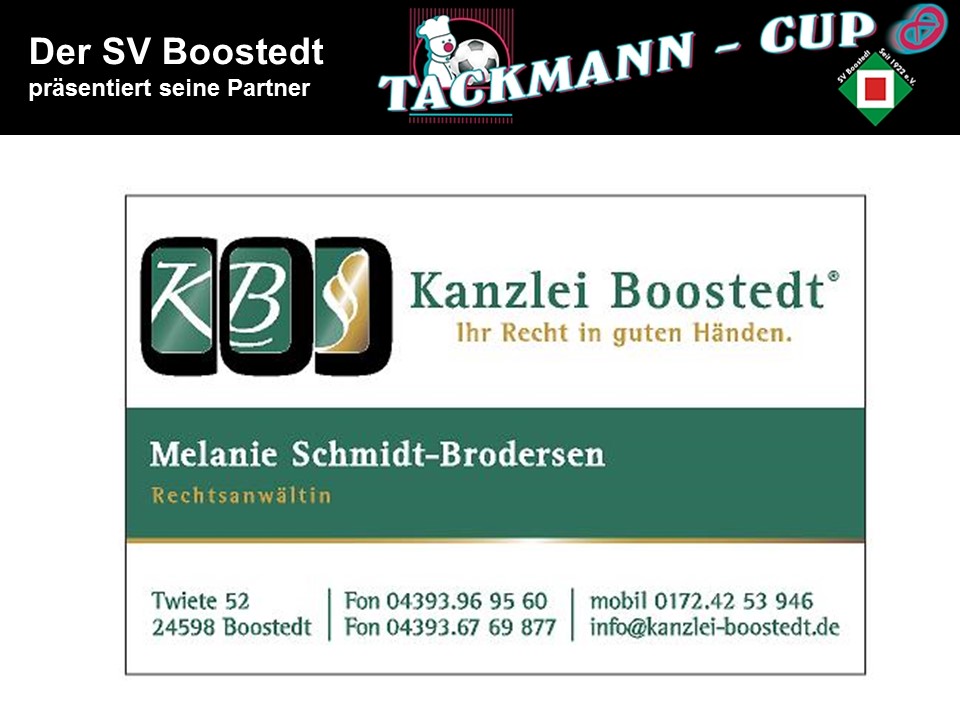 Der SV Boostedt
präsentiert seine Partner
TACKMANN - CUP
SV Boostedt Seit 1922 e.V.
KB§
Kanzlei Boostedt®
Ihr Recht in guten Händen.
Melanie Schmidt-Brodersen
Rechtsanwältin
Twiete 52
24598 Boostedt
Fon 04393.96 95 60
Fon 04393.67 69 877
mobil 0172.42 53 946
info@kanzlei-boostedt.de